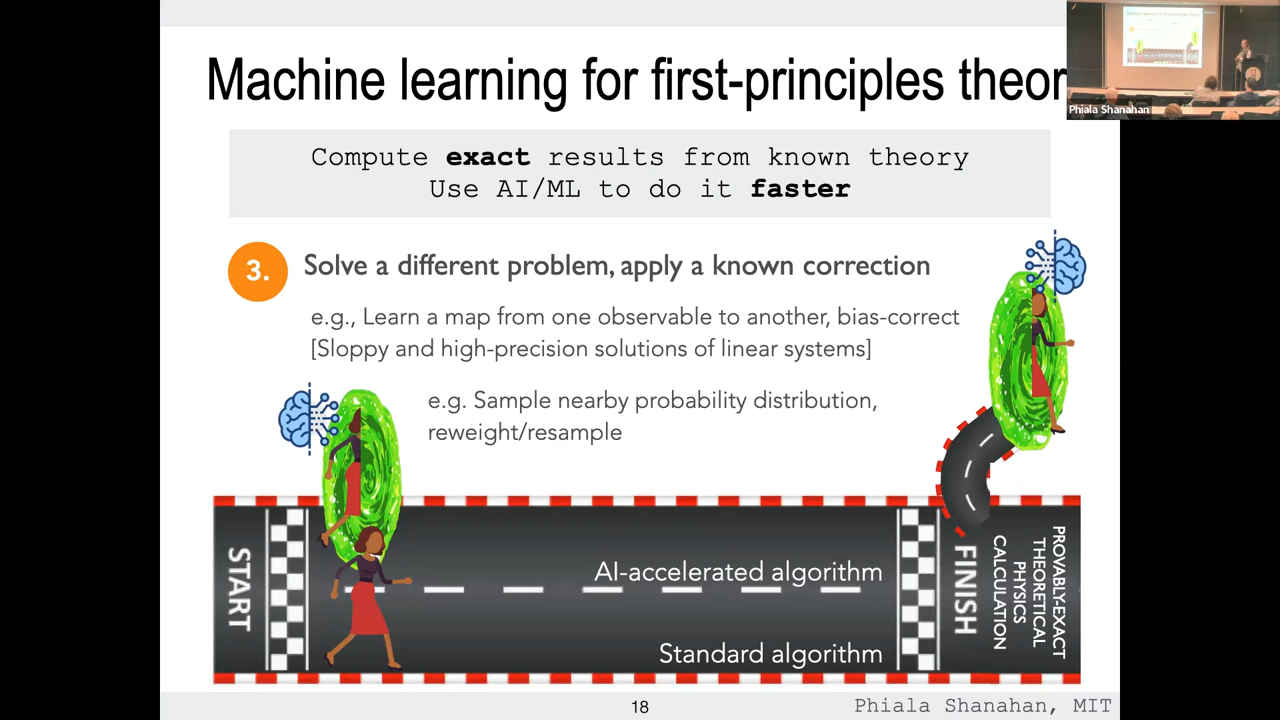 Machine learning for first-principles theor
Phiala Shanahan
Compute exact results from known theory
Use AI/ML to do it faster
3.
Solve a different problem, apply a known correction
e.g., Learn a map from one observable to another, bias-correct
[Sloppy and high-precision solutions of linear systems]
e.g. Sample nearby probability distribution,
reweight/resample
START
AI-accelerated algorithm
Standard algorithm
FINISH
PROVABLY-EXACT
THEORETICAL
PHYSICS
CALCULATION
18
Phiala Shanahan, MIT